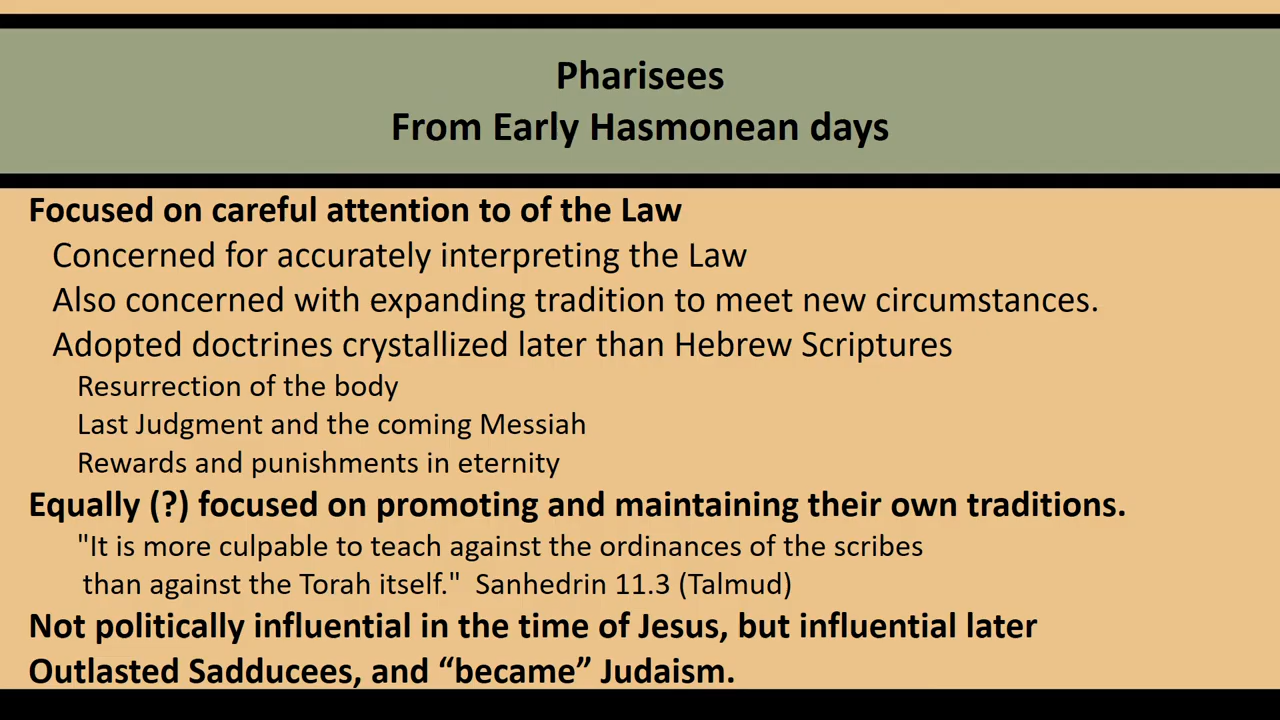 Pharisees
From Early Hasmonean days
Focused on careful attention to of the Law
Concerned for accurately interpreting the Law
Also concerned with expanding tradition to meet new circumstances.
Adopted doctrines crystallized later than Hebrew Scriptures
Resurrection of the body
Last Judgment and the coming Messiah
Rewards and punishments in eternity
Equally (?) focused on promoting and maintaining their own traditions.
"It is more culpable to teach against the ordinances of the scribes
than against the Torah itself." Sanhedrin 11.3 (Talmud)
Not politically influential in the time of Jesus, but influential later
Outlasted Sadducees, and “became” Judaism.